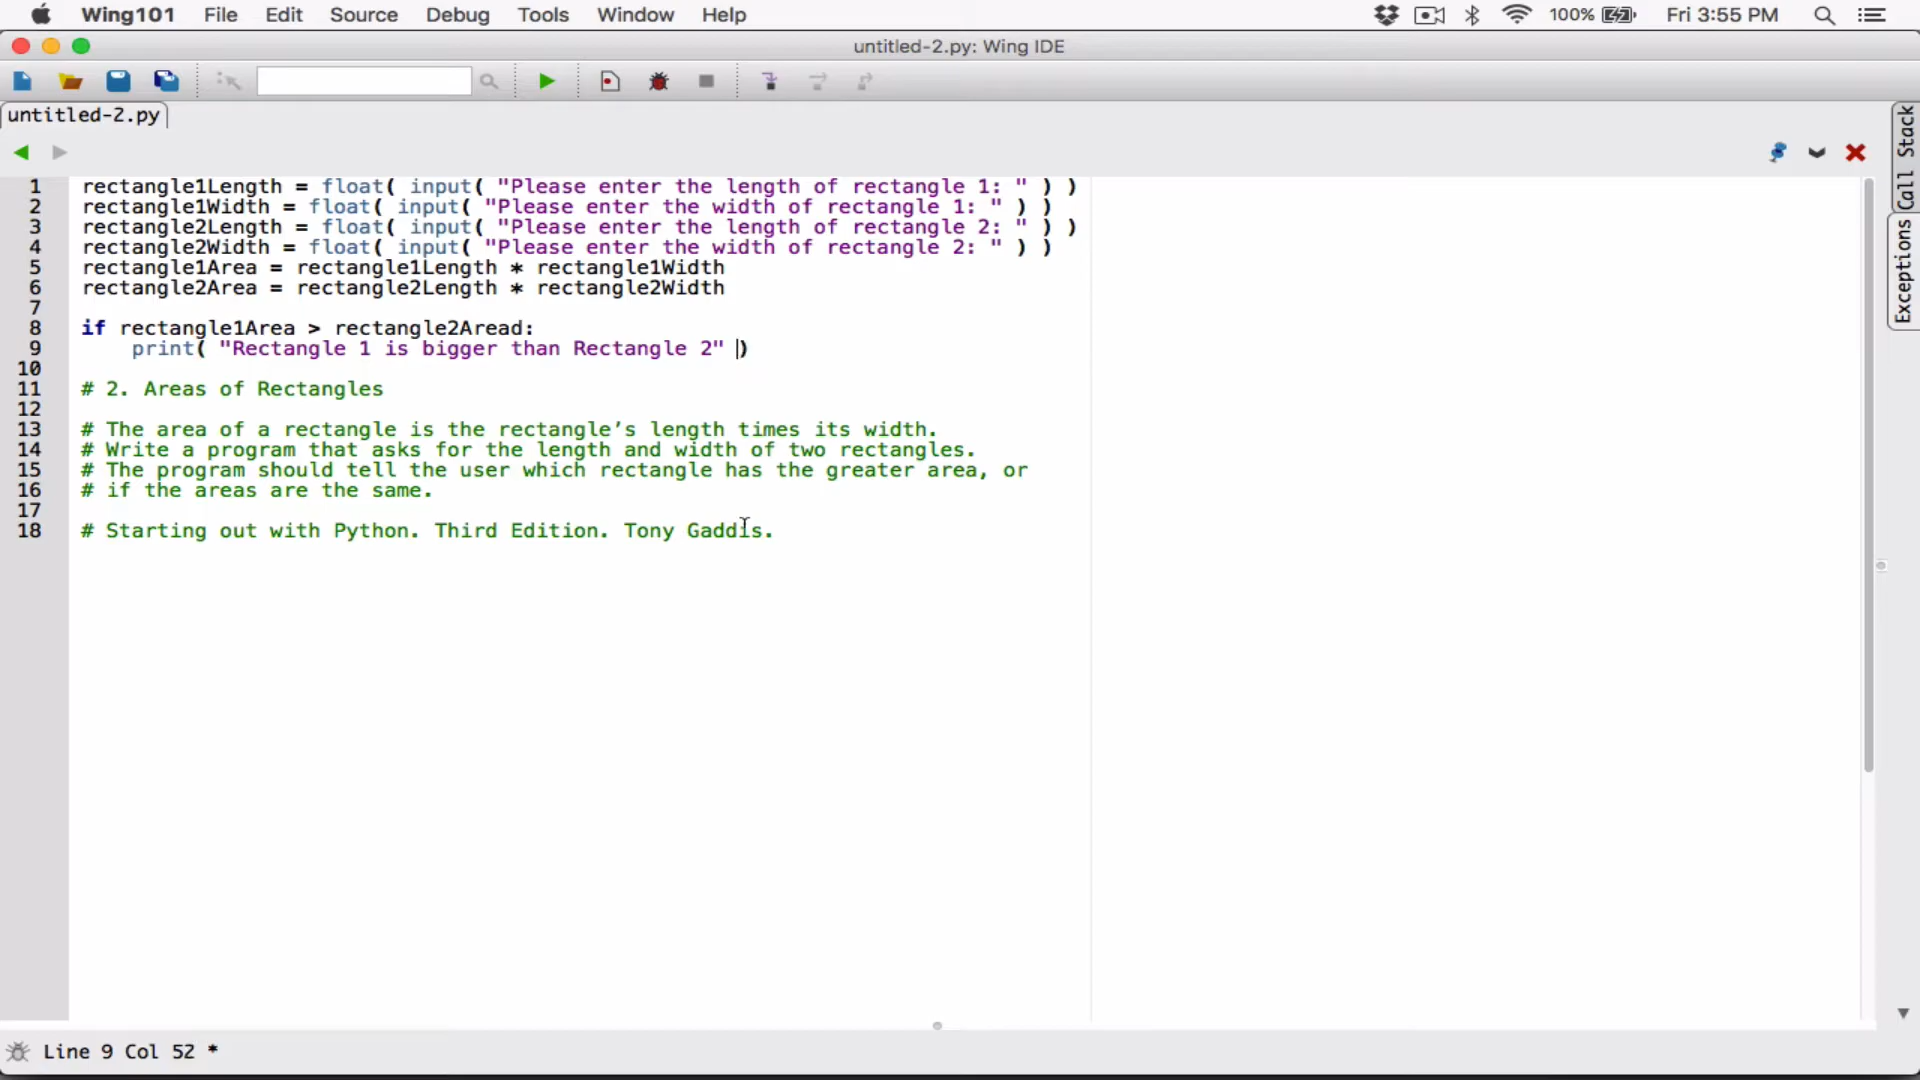 Wing101 File Edit Source Debug Tools Window Help 100% Fri 3:55 PM
untitled-2.py: Wing IDE
untitled-2.py
Call Stack
Exceptions
1 rectangle1Length = float( input( "Please enter the length of rectangle 1: " ) )
2 rectangle1Width = float( input( "Please enter the width of rectangle 1: " ) )
3 rectangle2Length = float( input( "Please enter the length of rectangle 2: " ) )
4 rectangle2Width = float( input( "Please enter the width of rectangle 2: " ) )
5 rectangle1Area = rectangle1Length * rectangle1Width
6 rectangle2Area = rectangle2Length * rectangle2Width
7
8 if rectangle1Area > rectangle2Aread:
9 print( "Rectangle 1 is bigger than Rectangle 2" )
10
11 # 2. Areas of Rectangles
12
13 # The area of a rectangle is the rectangle’s length times its width.
14 # Write a program that asks for the length and width of two rectangles.
15 # The program should tell the user which rectangle has the greater area, or
16 # if the areas are the same.
17
18 # Starting out with Python. Third Edition. Tony Gaddis.
Line 9 Col 52 *